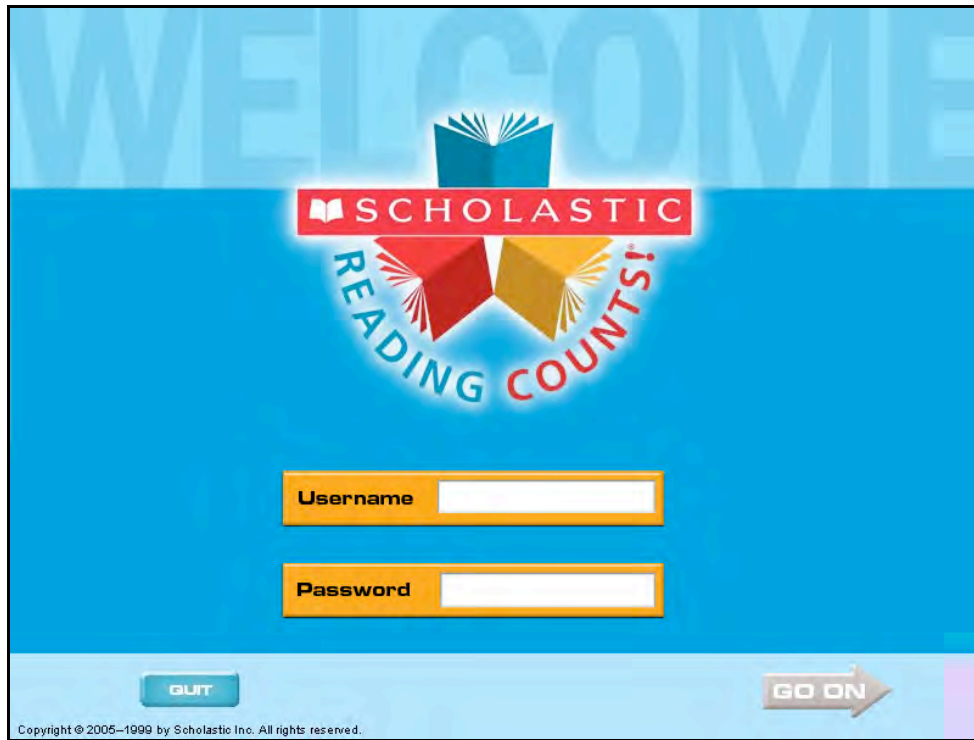 WELCOME
SCHOLASTIC
READING COUNTS!®
Username
Password
QUIT
GO ON
Copyright © 2005–1999 by Scholastic Inc. All rights reserved.